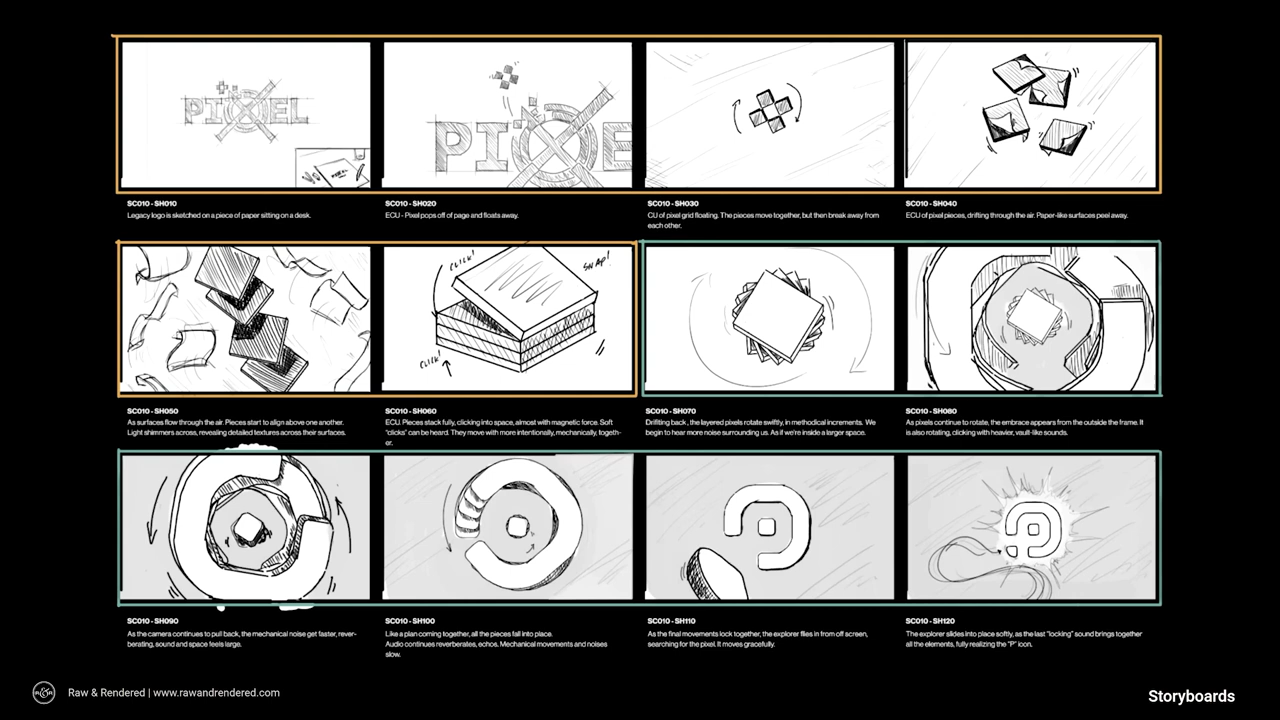 PIXEL
PIXE
SC010 - SH010
Legacy logo is sketched on a piece of paper sitting on a desk.
SC010 - SH020
ECU - Pixel pops off of page and floats away.
SC010 - SH030
CU of pixel grid floating. The pieces move together, but then break away from
each other.
SC010 - SH040
ECU of pixel pieces, drifting through the air. Paper-like surfaces peel away.
CLICK!
SNAP!
CLICK!
SC010 - SH050
As surfaces flow through the air. Pieces start to align above one another.
Light shimmers across, revealing detailed textures across their surfaces.
SC010 - SH060
ECU. Pieces stack fully, clicking into space, almost with magnetic force. Soft
"clicks" can be heard. They move with more intentionally, mechanically, togeth-
er.
SC010 - SH070
Drifting back , the layered pixels rotate swiftly, in methodical increments. We
begin to hear more noise surrounding us. As if we're inside a larger space.
SC010 - SH080
As pixels continue to rotate, the embrace appears from the outside the frame. It
is also rotating, clicking with heavier, vault-like sounds.
SC010 - SH090
As the camera continues to pull back, the mechanical noise get faster, rever-
berating, sound and space feels large.
SC010 - SH100
Like a plan coming together, all the pieces fall into place.
Audio continues reverberates, echos. Mechanical movements and noises
slow.
SC010 - SH110
As the final movements lock together, the explorer flies in from off screen,
searching for the pixel. It moves gracefully.
SC010 - SH120
The explorer slides into place softly, as the last "locking" sound brings together
all the elements, fully realizing the "P" icon.
R&R
Raw & Rendered | www.rawandrendered.com
Storyboards